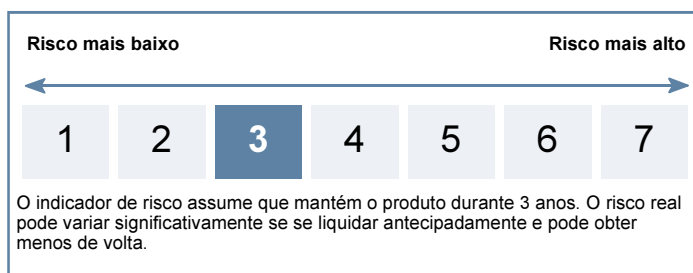 Risco mais baixo Risco mais alto
1 2 3 4 5 6 7
O indicador de risco assume que mantém o produto durante 3 anos. O risco real
pode variar significativamente se se liquidar antecipadamente e pode obter
menos de volta.